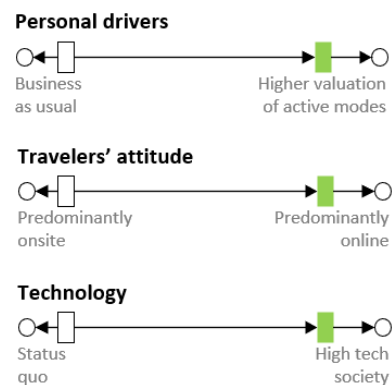 Personal drivers
Business Higher valuation
as usual of active modes
Travelers' attitude
Predominantly Predominantly
onsite online
Technology
Status High tech
quo society